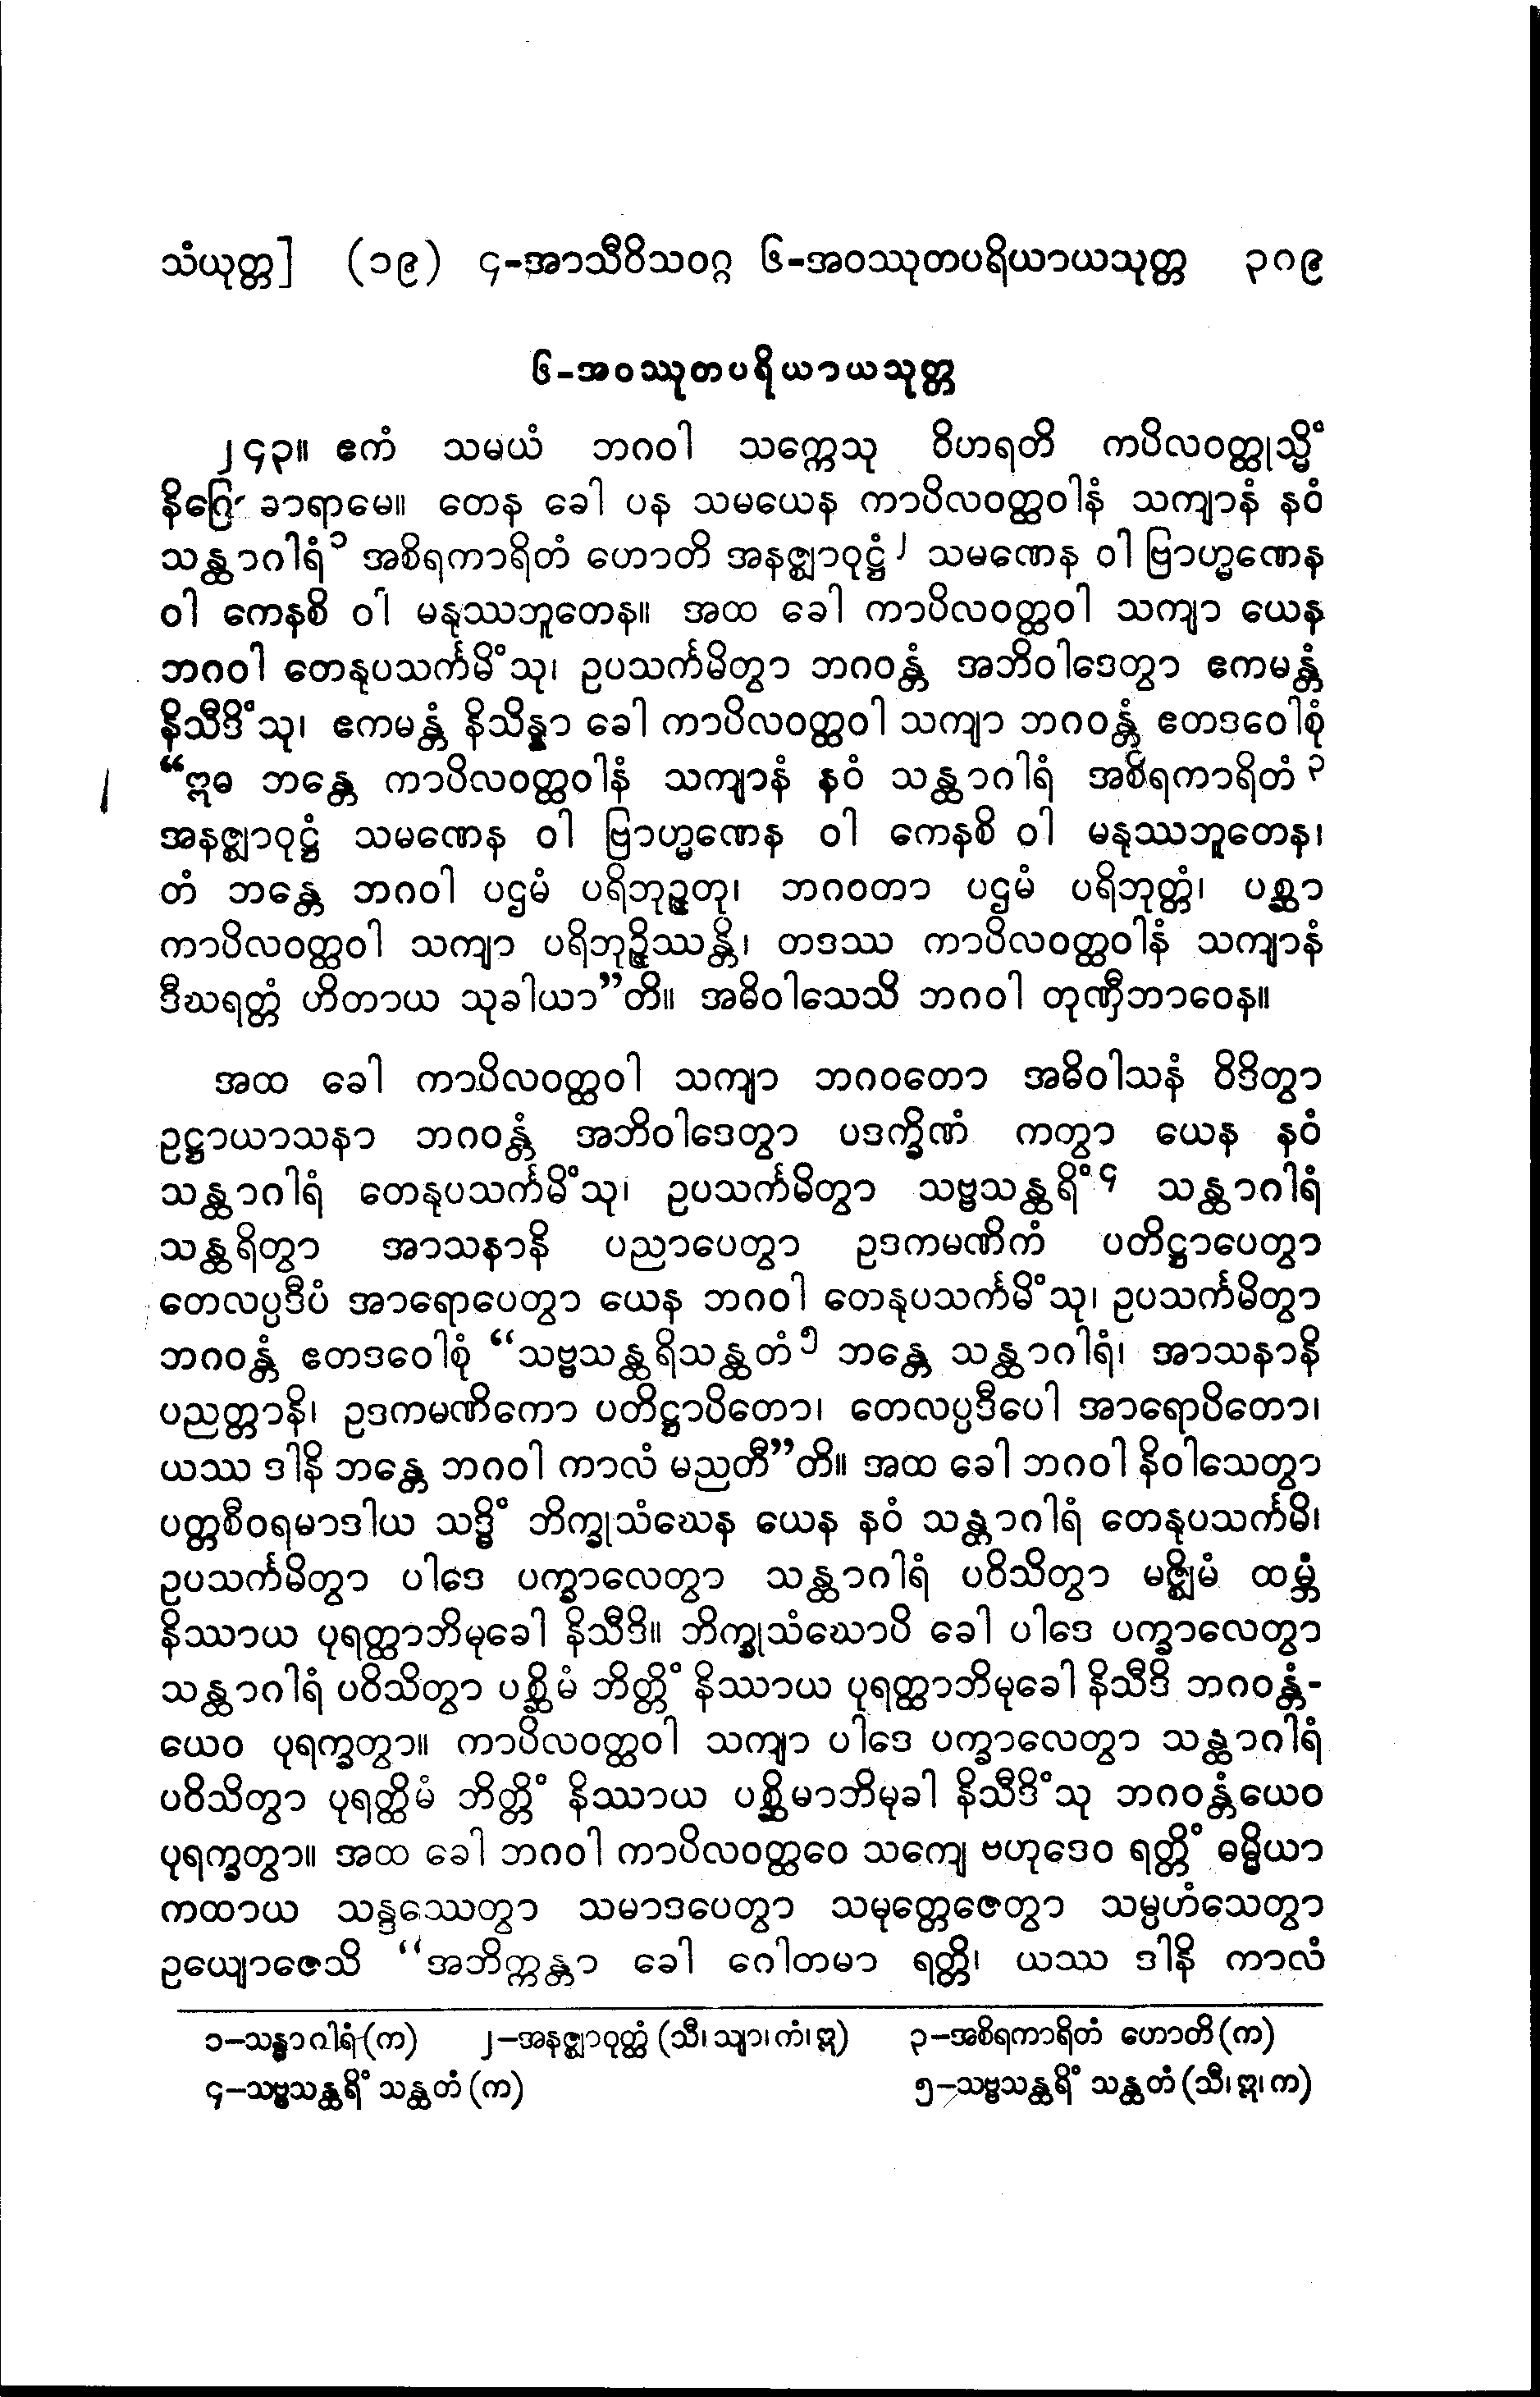 သံယုတ္တ] (၁၉) ၄-အာသီဝိသဝဂ္ဂ ၆-အဝဿုတပရိယာယသုတ္တ ၃၈၉
၆-အဝဿုတပရိယာယသုတ္တ
၂၄၃။ ဧကံ သမယံ ဘဂဝါ သက္ကေသု ဝိဟရတိ ကပိလဝတ္ထုသ္မိံ
နိဂြောဓာရာမေ။ တေန ခေါ ပန သမယေန ကာပိလဝတ္ထဝါနံ သကျာနံ နဝံ
သန္ထာဂါရံ၁ အစိရကာရိတံ ဟောတိ အနဇ္ဈာဝုဋ္ဌံ၂ သမဏေန ဝါ ဗြာဟ္မဏေန
ဝါ ကေနစိ ဝါ မနုဿဘူတေန။ အထ ခေါ ကာပိလဝတ္ထဝါ သကျာ ယေန
ဘဂဝါ တေနုပသင်္ကမိံသု၊ ဥပသင်္ကမိတွာ ဘဂဝန္တံ အဘိဝါဒေတွာ ဧကမန္တံ
နိသီဒိံသု၊ ဧကမန္တံ နိသိန္နာ ခေါ ကာပိလဝတ္ထဝါ သကျာ ဘဂဝန္တံ ဧတဒဝေါစုံ
“ဣဓ ဘန္တေ ကာပိလဝတ္ထဝါနံ သကျာနံ နဝံ သန္ထာဂါရံ အစိရကာရိတံ၃
အနဇ္ဈာဝုဋ္ဌံ သမဏေန ဝါ ဗြာဟ္မဏေန ဝါ ကေနစိ ဝါ မနုဿဘူတေန၊
တံ ဘန္တေ ဘဂဝါ ပဌမံ ပရိဘုဉ္ဇတု၊ ဘဂဝတာ ပဌမံ ပရိဘုတ္တံ၊ ပစ္ဆာ
ကာပိလဝတ္ထဝါ သကျာ ပရိဘုဉ္ဇိဿန္တိ၊ တဒဿ ကာပိလဝတ္ထဝါနံ သကျာနံ
ဒီဃရတ္တံ ဟိတာယ သုခါယာ”တိ။ အဓိဝါသေသိ ဘဂဝါ တုဏှီဘာဝေန။
အထ ခေါ ကာပိလဝတ္ထဝါ သကျာ ဘဂဝတော အဓိဝါသနံ ဝိဒိတွာ
ဥဋ္ဌာယာသနာ ဘဂဝန္တံ အဘိဝါဒေတွာ ပဒက္ခိဏံ ကတွာ ယေန နဝံ
သန္ထာဂါရံ တေနုပသင်္ကမိံသု၊ ဥပသင်္ကမိတွာ သဗ္ဗသန္ထရိံ၄ သန္ထာဂါရံ
သန္ထရိတွာ အာသနာနိ ပညာပေတွာ ဥဒကမဏိကံ ပတိဋ္ဌာပေတွာ
တေလပ္ပဒီပံ အာရောပေတွာ ယေန ဘဂဝါ တေနုပသင်္ကမိံသု၊ ဥပသင်္ကမိတွာ
ဘဂဝန္တံ ဧတဒဝေါစုံ “သဗ္ဗသန္ထရိသန္ထတံ၅ ဘန္တေ သန္ထာဂါရံ၊ အာသနာနိ
ပညတ္တာနိ၊ ဥဒကမဏိကော ပတိဋ္ဌာပိတော၊ တေလပ္ပဒီပေါ အာရောပိတော၊
ယဿ ဒါနိ ဘန္တေ ဘဂဝါ ကာလံ မညတီ”တိ။ အထ ခေါ ဘဂဝါ နိဝါသေတွာ
ပတ္တစီဝရမာဒါယ သဒ္ဓိံ ဘိက္ခုသံဃေန ယေန နဝံ သန္ထာဂါရံ တေနုပသင်္ကမိ၊
ဥပသင်္ကမိတွာ ပါဒေ ပက္ခာလေတွာ သန္ထာဂါရံ ပဝိသိတွာ မဇ္ဈိမံ ထမ္ဘံ
နိဿာယ ပုရတ္ထာဘိမုခေါ နိသီဒိ။ ဘိက္ခုသံဃောပိ ခေါ ပါဒေ ပက္ခာလေတွာ
သန္ထာဂါရံ ပဝိသိတွာ ပစ္ဆိမံ ဘိတ္တိံ နိဿာယ ပုရတ္ထာဘိမုခေါ နိသီဒိ ဘဂဝန္တံ-
ယေဝ ပုရက္ခတွာ။ ကာပိလဝတ္ထဝါ သကျာ ပါဒေ ပက္ခာလေတွာ သန္ထာဂါရံ
ပဝိသိတွာ ပုရတ္ထိမံ ဘိတ္တိံ နိဿာယ ပစ္ဆိမာဘိမုခါ နိသီဒိံသု ဘဂဝန္တံယေဝ
ပုရက္ခတွာ။ အထ ခေါ ဘဂဝါ ကာပိလဝတ္ထဝေ သကျေ ဗဟုဒေဝ ရတ္တိံ ဓမ္မိယာ
ကထာယ သန္ဒဿေတွာ သမာဒပေတွာ သမုတ္တေဇေတွာ သမ္ပဟံသေတွာ
ဥယျောဇေသိ “အဘိက္ကန္တာ ခေါ ဂေါတမာ ရတ္တိ၊ ယဿ ဒါနိ ကာလံ
၁-သန္ဓာဂါရံ (က) ၂-အနဇ္ဈာဝုတ္ထံ (သီ၊ သျာ၊ ကံ၊ ဣ) ၃-အစိရကာရိတံ ဟောတိ (က)
၄-သဗ္ဗသန္ထရိံ သန္ထတံ (က) ၅-သဗ္ဗသန္ထရိံ သန္ထတံ (သီ၊ ဣ၊ က)